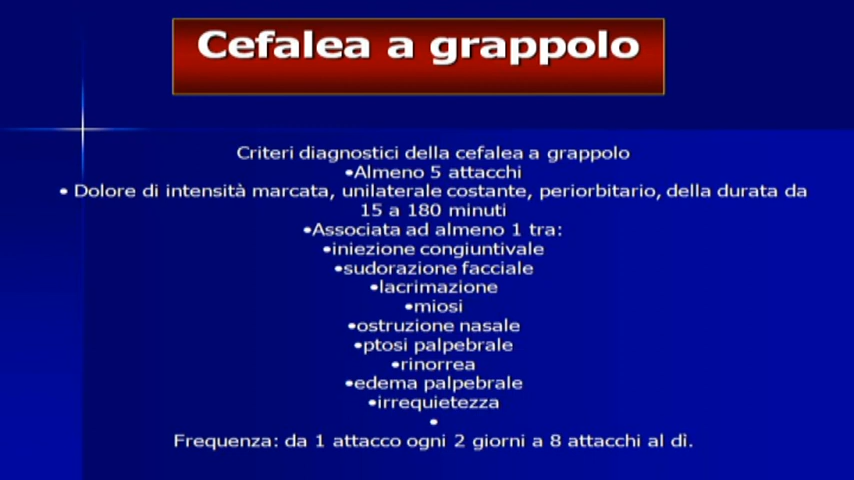 Cefalea a grappolo
Criteri diagnostici della cefalea a grappolo
•Almeno 5 attacchi
• Dolore di intensità marcata, unilaterale costante, periorbitario, della durata da
15 a 180 minuti
•Associata ad almeno 1 tra:
•iniezione congiuntivale
•sudorazione facciale
•lacrimazione
•miosi
•ostruzione nasale
•ptosi palpebrale
•rinorrea
•edema palpebrale
•irrequietezza
•
Frequenza: da 1 attacco ogni 2 giorni a 8 attacchi al dì.